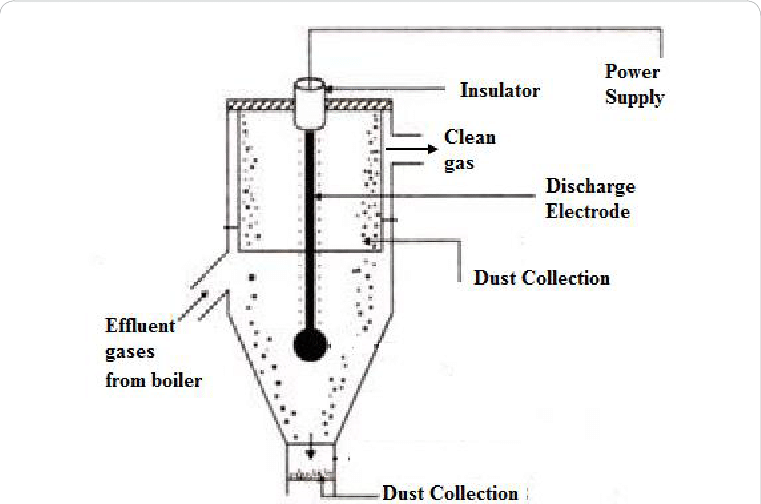 Power
Supply
Insulator
Clean
gas
Discharge
Electrode
Dust Collection
Effluent
gases
from boiler
Dust Collection